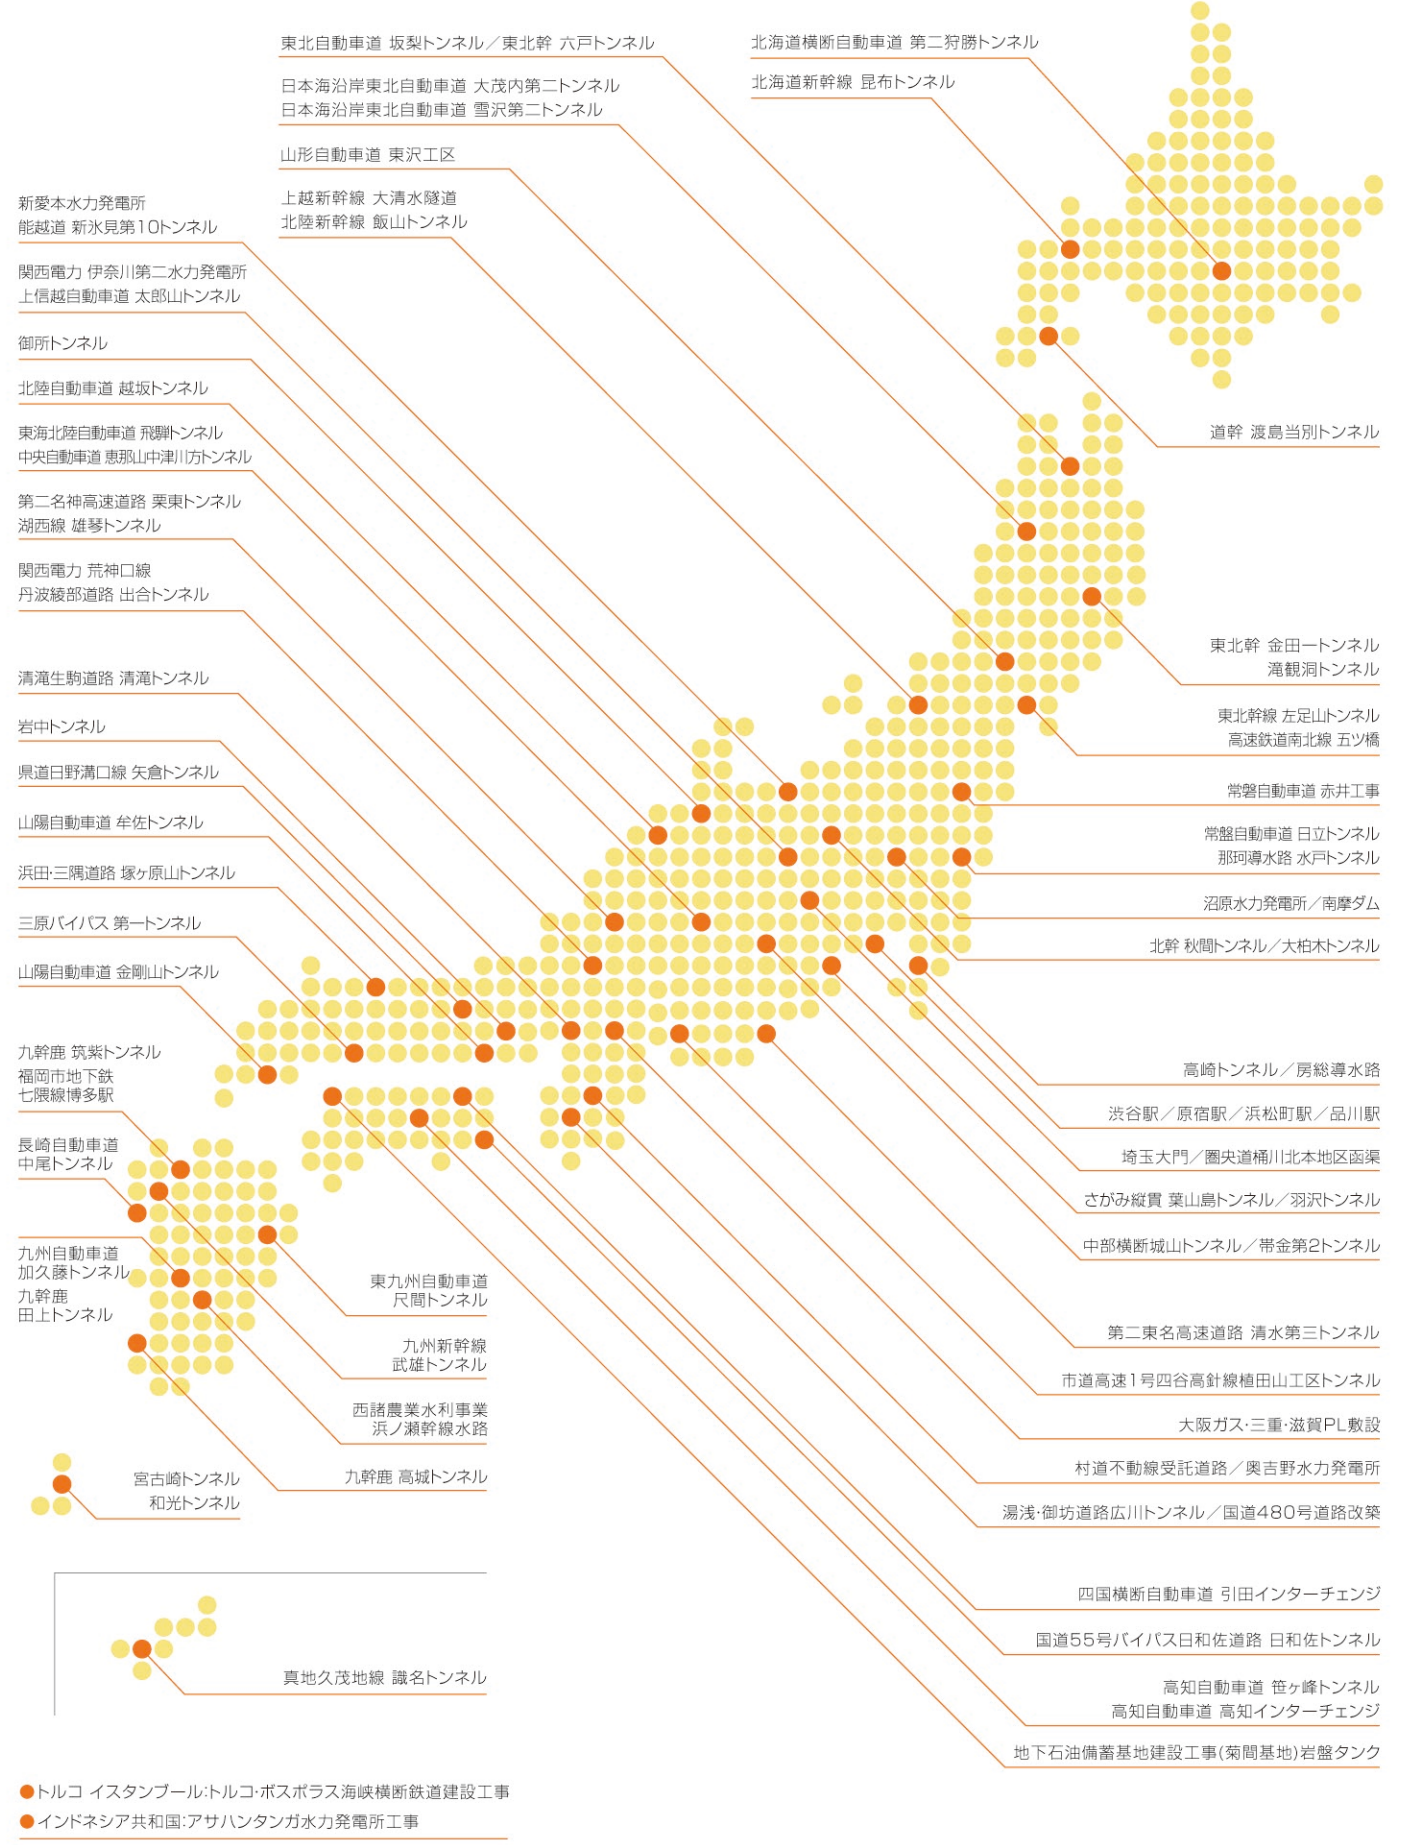 東北自動車道 坂梨トンネル／東北幹 六戸トンネル
日本海沿岸東北自動車道 大茂内第二トンネル
日本海沿岸東北自動車道 雪沢第二トンネル
山形自動車道 東沢工区
上越新幹線 大清水隧道
北陸新幹線 飯山トンネル
北海道横断自動車道 第二狩勝トンネル
北海道新幹線 昆布トンネル
新愛本水力発電所
能越道 新氷見第10トンネル
関西電力 伊奈川第二水力発電所
上信越自動車道 太郎山トンネル
御所トンネル
北陸自動車道 越坂トンネル
東海北陸自動車道 飛騨トンネル
中央自動車道 恵那山中津川方トンネル
第二名神高速道路 栗東トンネル
湖西線 雄琴トンネル
関西電力 荒神口線
丹波綾部道路 出合トンネル
清滝生駒道路 清滝トンネル
岩中トンネル
県道日野溝口線 矢倉トンネル
山陽自動車道 牟佐トンネル
浜田・三隅道路 塚ヶ原山トンネル
三原バイパス 第一トンネル
山陽自動車道 金剛山トンネル
九幹鹿 筑紫トンネル
福岡市地下鉄
七隈線博多駅
長崎自動車道
中尾トンネル
九州自動車道
加久藤トンネル
九幹鹿
田上トンネル
道幹 渡島当別トンネル
東北幹 金田一トンネル
滝観洞トンネル
東北幹線 左足山トンネル
高速鉄道南北線 五ツ橋
常磐自動車道 赤井工事
常盤自動車道 日立トンネル
那珂導水路 水戸トンネル
沼原水力発電所／南摩ダム
北幹 秋間トンネル／大柏木トンネル
高崎トンネル／房総導水路
渋谷駅／原宿駅／浜松町駅／品川駅
埼玉大門／圏央道桶川北本地区函渠
さがみ縦貫 葉山島トンネル／羽沢トンネル
中部横断城山トンネル／帯金第2トンネル
第二東名高速道路 清水第三トンネル
市道高速1号四谷高針線植田山工区トンネル
大阪ガス・三重・滋賀PL敷設
村道不動線受託道路／奥吉野水力発電所
湯浅・御坊道路広川トンネル／国道480号道路改築
四国横断自動車道 引田インターチェンジ
国道55号バイパス日和佐道路 日和佐トンネル
高知自動車道 笹ヶ峰トンネル
高知自動車道 高知インターチェンジ
地下石油備蓄基地建設工事(菊間基地)岩盤タンク
東九州自動車道
尺間トンネル
九州新幹線
武雄トンネル
西諸農業水利事業
浜ノ瀬幹線水路
九幹鹿 高城トンネル
宮古崎トンネル
和光トンネル
真地久茂地線 識名トンネル
●トルコ イスタンブール：トルコ・ボスポラス海峡横断鉄道建設工事
●インドネシア共和国：アサハンタンガ水力発電所工事